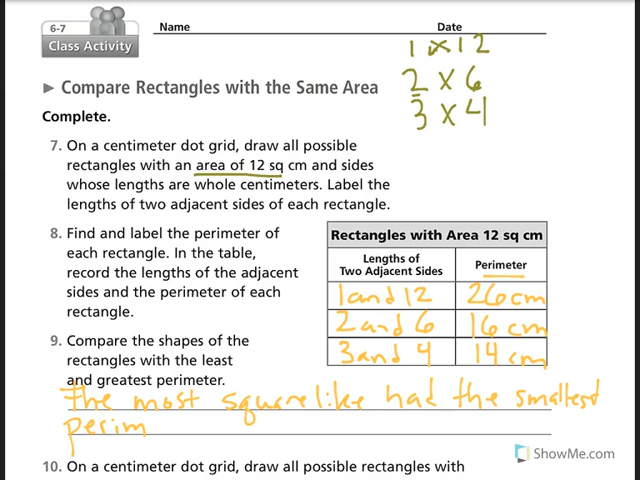 6-7
Class Activity
Name Date
1 x 12
2 x 6
3 x 4
► Compare Rectangles with the Same Area
Complete.
7. On a centimeter dot grid, draw all possible
rectangles with an area of 12 sq cm and sides
whose lengths are whole centimeters. Label the
lengths of two adjacent sides of each rectangle.
8. Find and label the perimeter of
each rectangle. In the table,
record the lengths of the adjacent
sides and the perimeter of each
rectangle.
Rectangles with Area 12 sq cm
Lengths of
Two Adjacent Sides
Perimeter
1 and 12 26 cm
2 and 6 16 cm
3 and 4 14 cm
9. Compare the shapes of the
rectangles with the least
and greatest perimeter.
The most squarelike had the smallest
perim
ShowMe.com
10. On a centimeter dot grid, draw all possible rectangles with